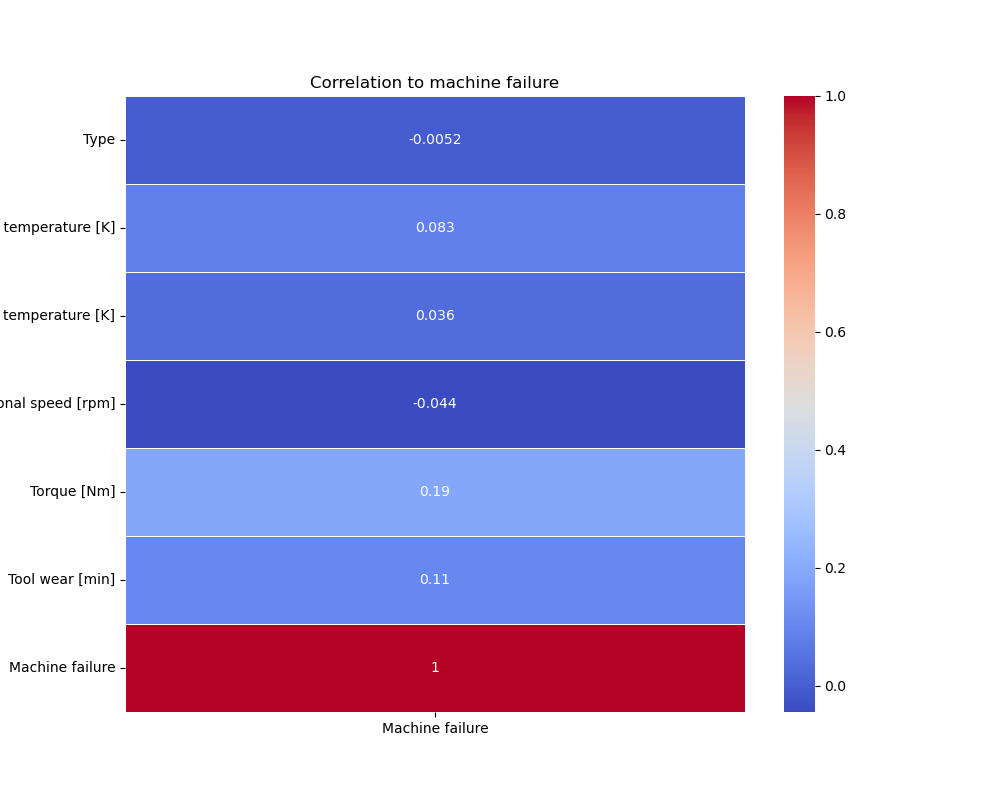 Correlation to machine failure
Type
-0.0052
temperature [K]
0.083
temperature [K]
0.036
onal speed [rpm]
-0.044
Torque [Nm]
0.19
Tool wear [min]
0.11
Machine failure
1
Machine failure
1.0
0.8
0.6
0.4
0.2
0.0